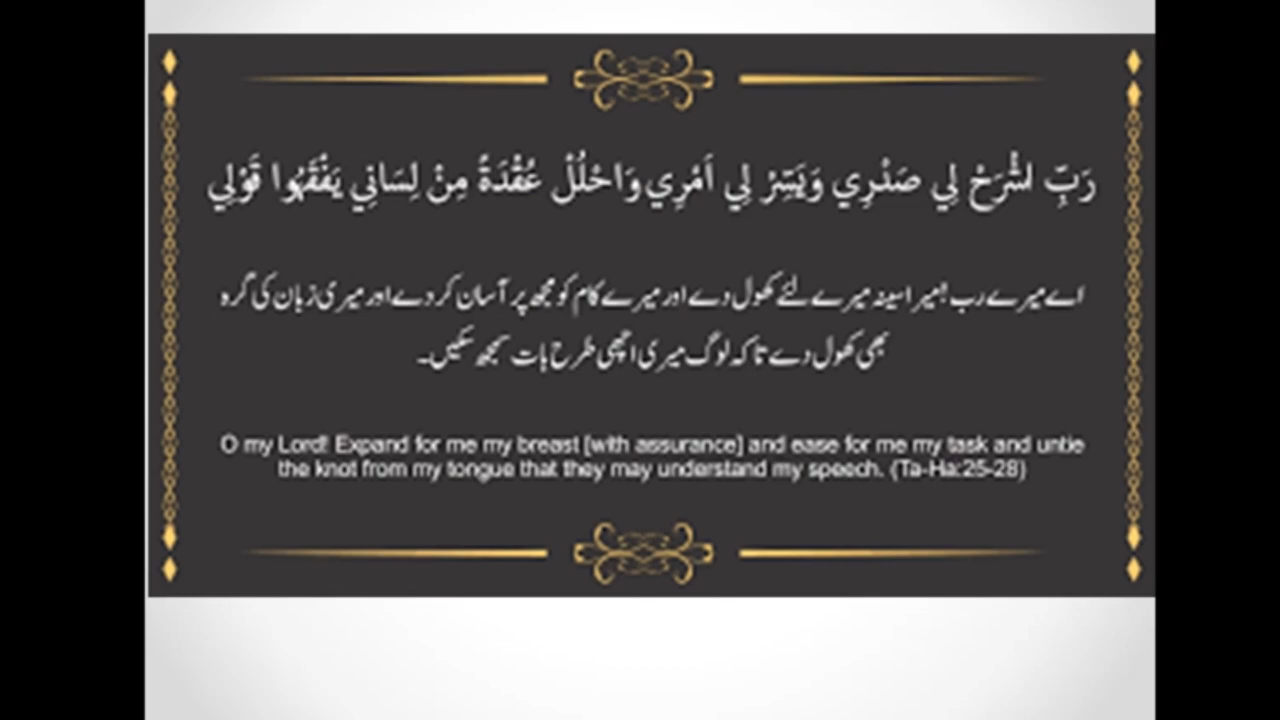 رَبِّ اشْرَحْ لِي صَدْرِي وَيَسِّرْ لِي اَمْرِي وَاحْلُلْ عُقْدَةً مِنْ لِسَانِي يَفْقَهُوا قَوْلِي
اے میرے رب ! میرا سینہ میرے لئے کھول دے اور میرے کام کو مجھ پر آسان کر دے اور میری زبان کی گرہ
بھی کھول دے تاکہ لوگ میری اچھی طرح بات سمجھ سکیں۔
O my Lord! Expand for me my breast [with assurance] and ease for me my task and untie
the knot from my tongue that they may understand my speech. (Ta-Ha:25-28)